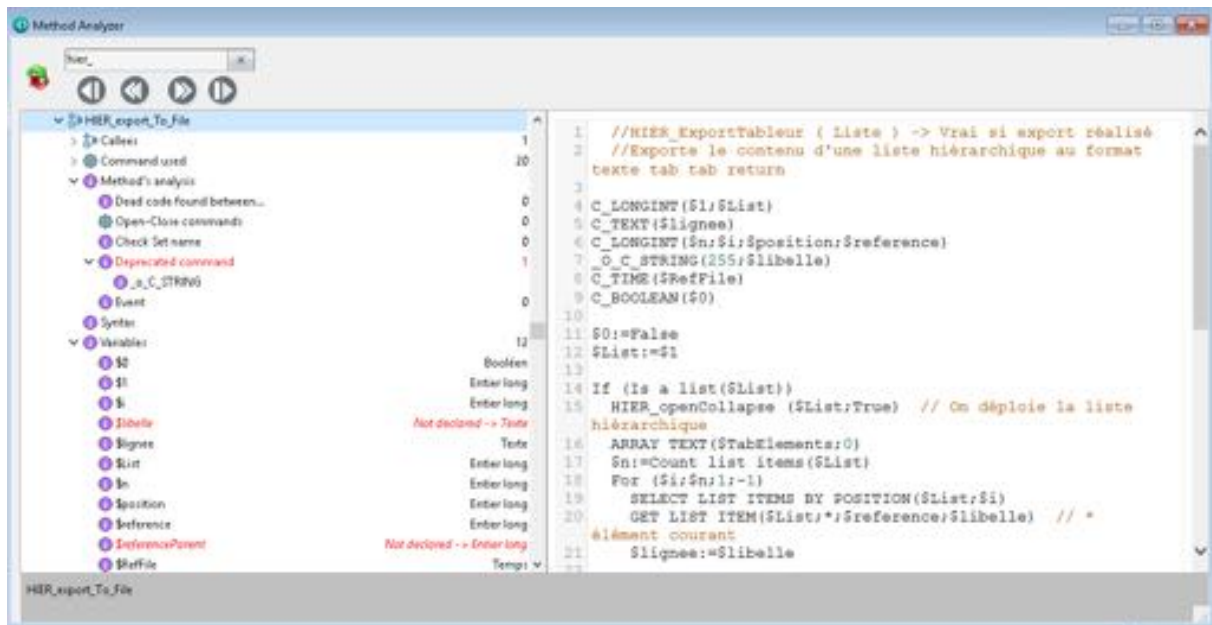 Method Analyzer
hier_
HIER_export_To_File
Callees 1
Command used 20
Method's analysis
Dead code found between... 0
Open-Close commands 0
Check Set name 0
Deprecated command 1
_o_C_STRING
Event 0
Syntax
Variables 12
$0 Booléen
$1 Entier long
$i Entier long
$libelle Not declared -> Texte
$lignee Texte
$List Entier long
$n Entier long
$position Entier long
$reference Entier long
$referenceParent Not declared -> Entier long
$RefFile Temps
1 //HIER_ExportTableur ( Liste ) -> Vrai si export réalisé
2 //Exporte le contenu d'une liste hiérarchique au format
texte tab tab return
3
4 C_LONGINT($1;$List)
5 C_TEXT($lignee)
6 C_LONGINT($n;$i;$position;$reference)
7 _O_C_STRING(255;$libelle)
8 C_TIME($RefFile)
9 C_BOOLEAN($0)
10
11 $0:=False
12 $List:=$1
13
14 If (Is a list($List))
15 HIER_openCollapse ($List;True) // On déploie la liste
hiérarchique
16 ARRAY TEXT($TabElements;0)
17 $n:=Count list items($List)
18 For ($i;$n;1;-1)
19 SELECT LIST ITEMS BY POSITION($List;$i)
20 GET LIST ITEM($List;*;$reference;$libelle) // *
élément courant
21 $lignee:=$libelle
HIER_export_To_File